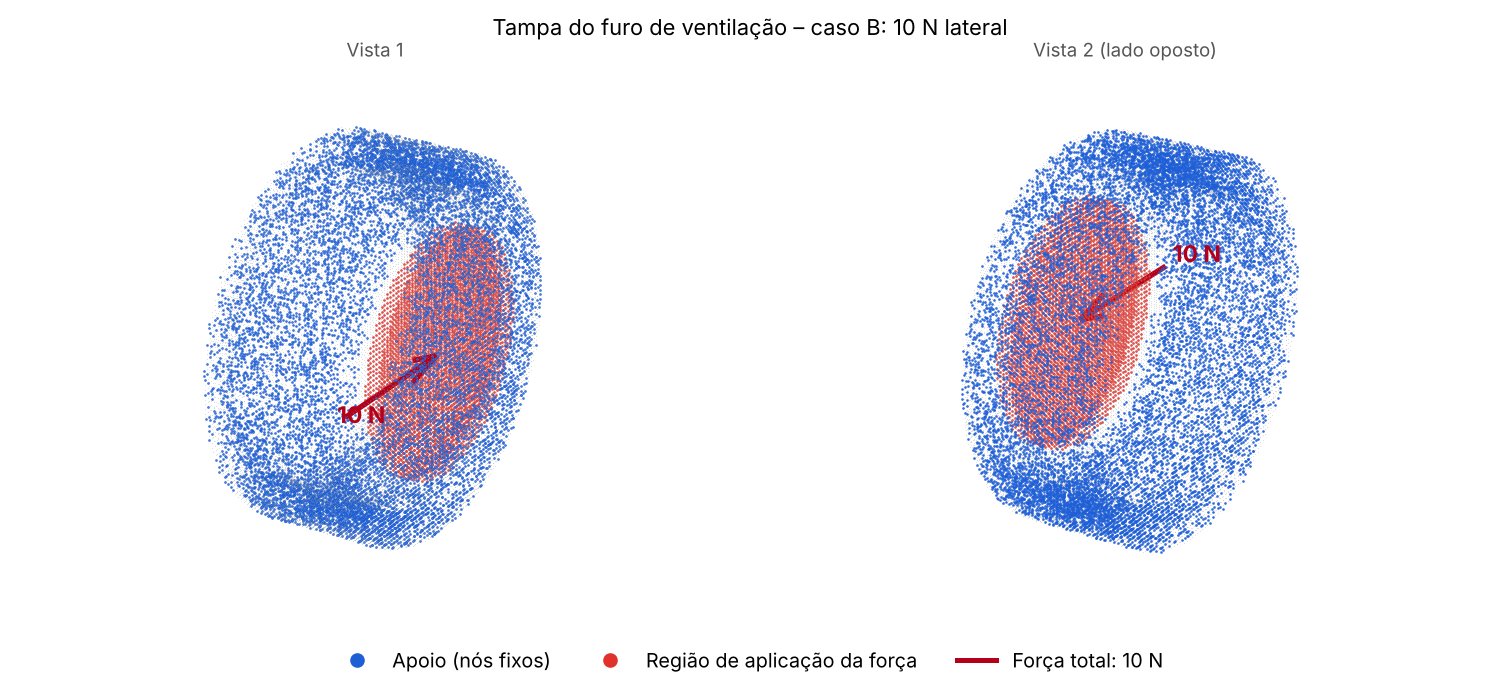 Tampa do furo de ventilação – caso B: 10 N lateral
Vista 1
Vista 2 (lado oposto)
10 N
10 N
Apoio (nós fixos)
Região de aplicação da força
Força total: 10 N